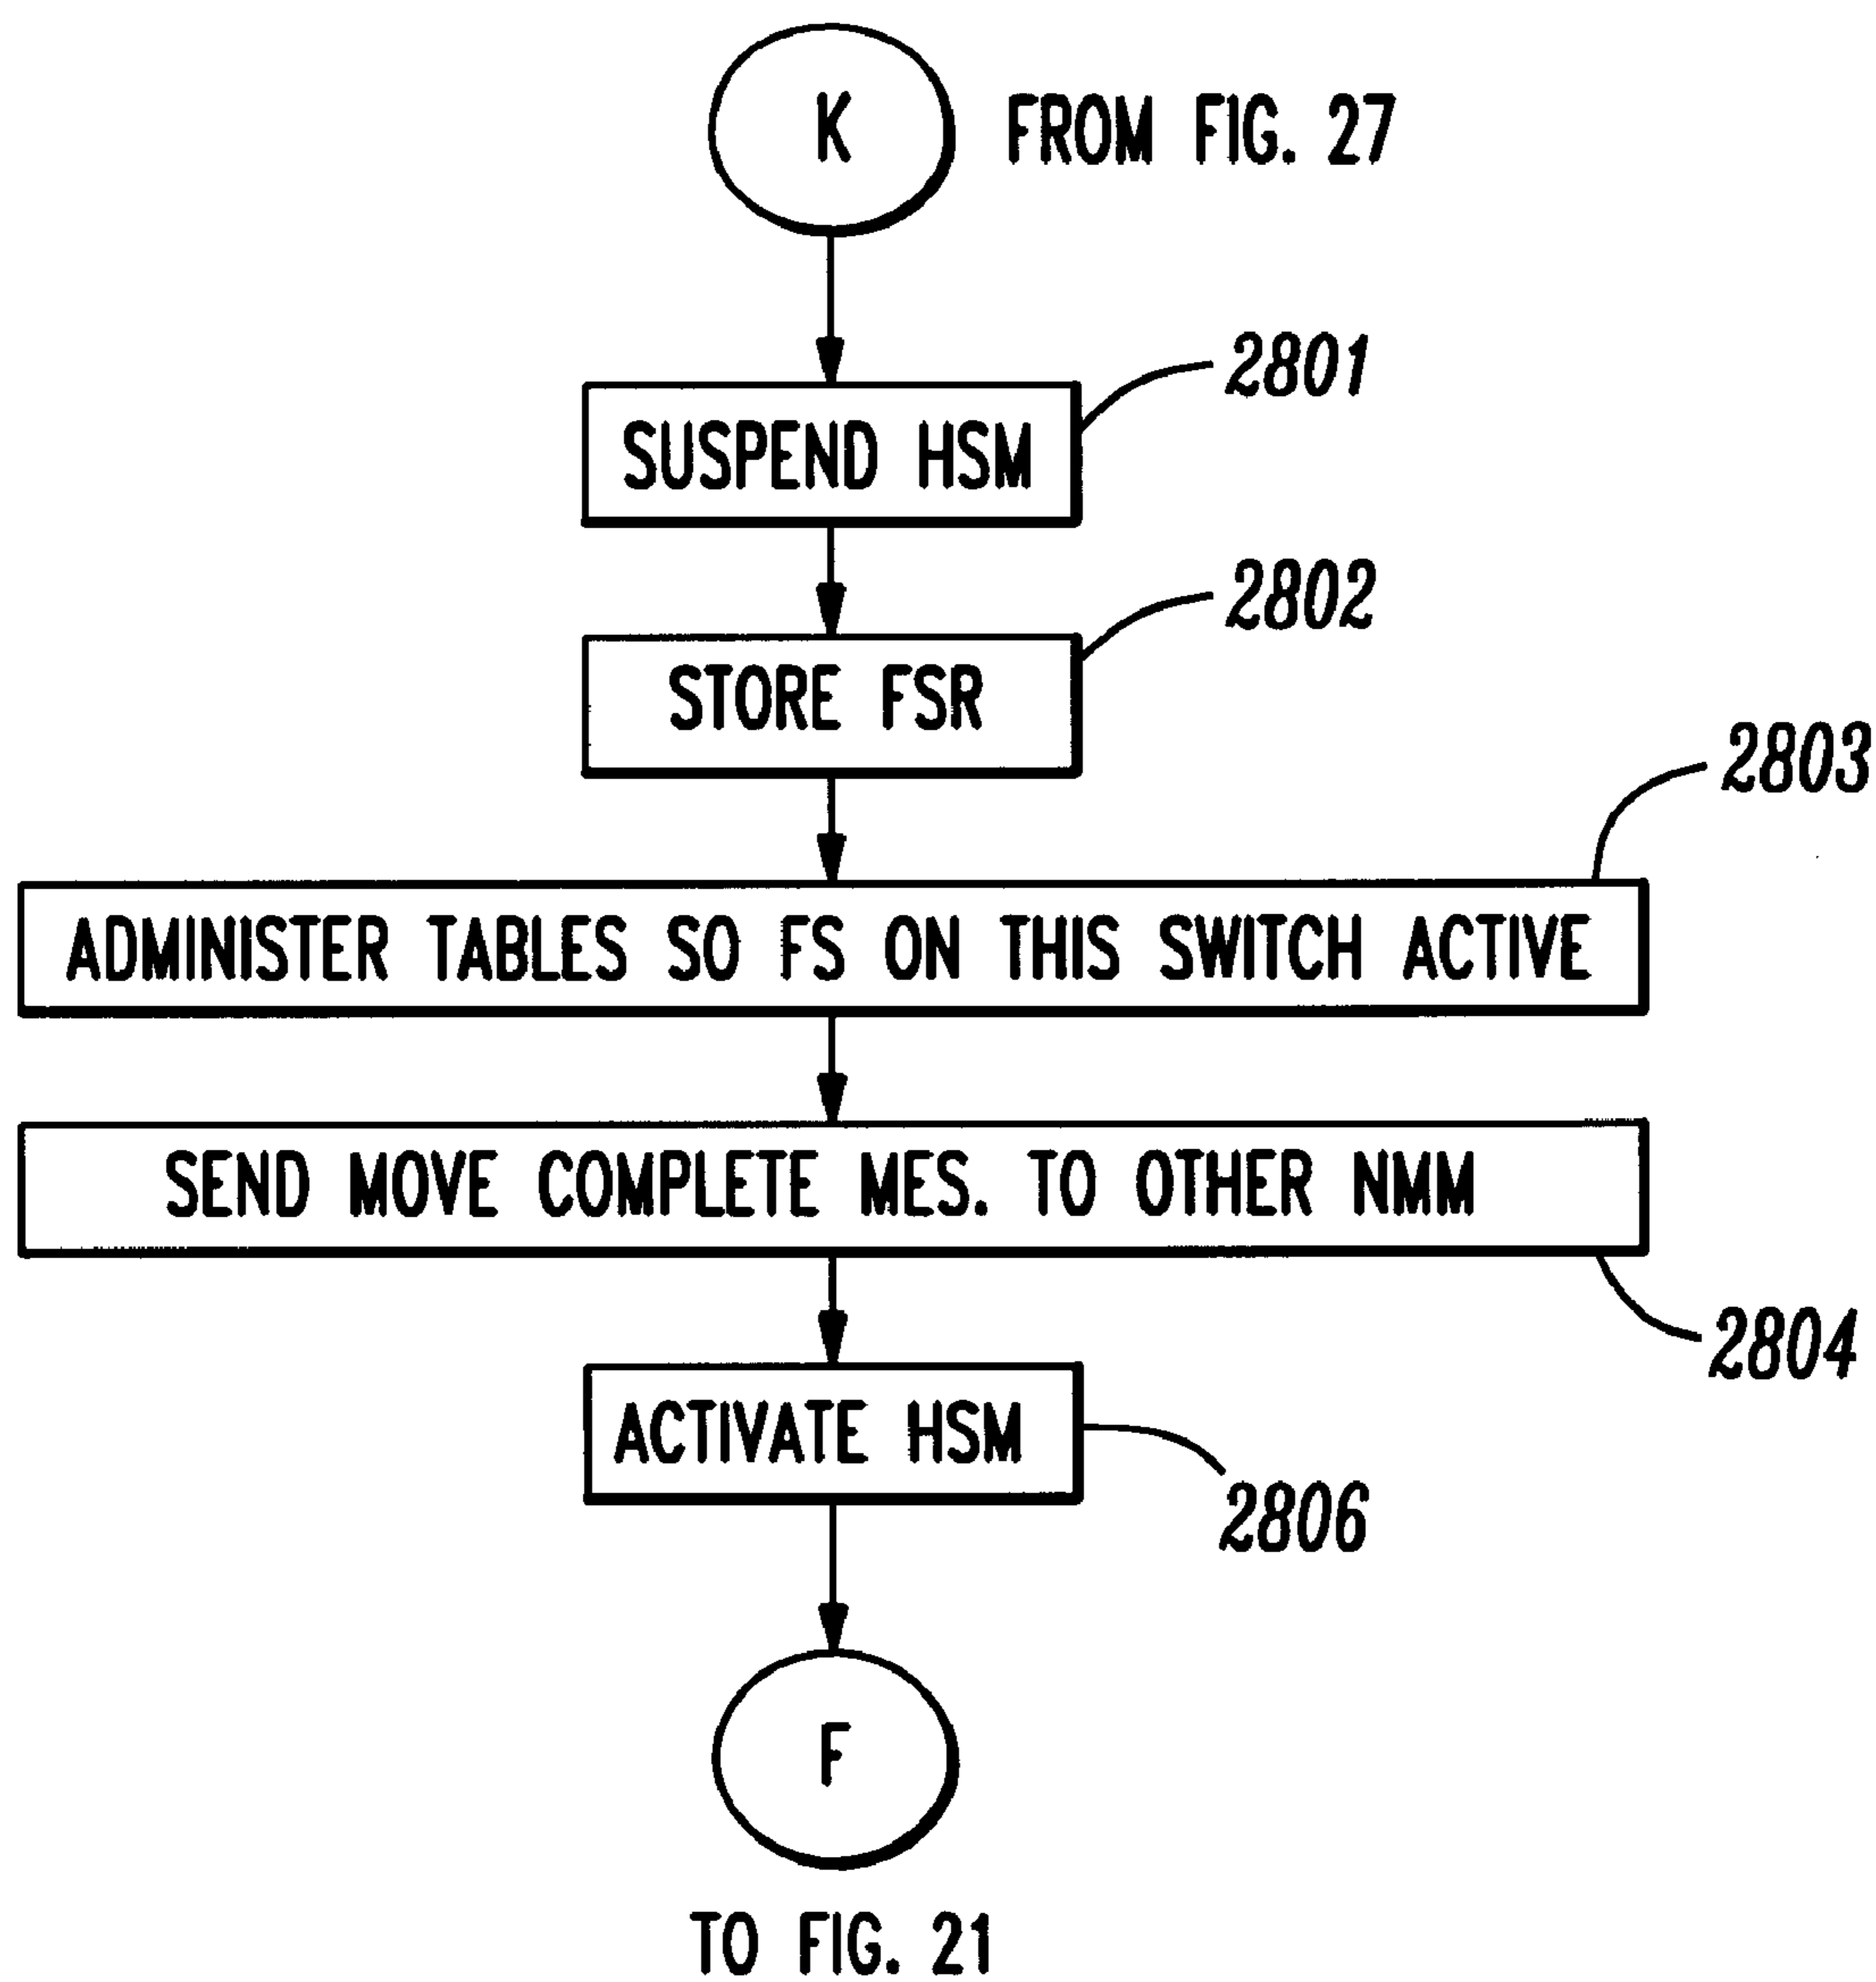 K FROM FIG. 27
2801
SUSPEND HSM
2802
STORE FSR
2803
ADMINISTER TABLES SO FS ON THIS SWITCH ACTIVE
SEND MOVE COMPLETE MES. TO OTHER NMM
2804
ACTIVATE HSM
2806
F
TO FIG. 21